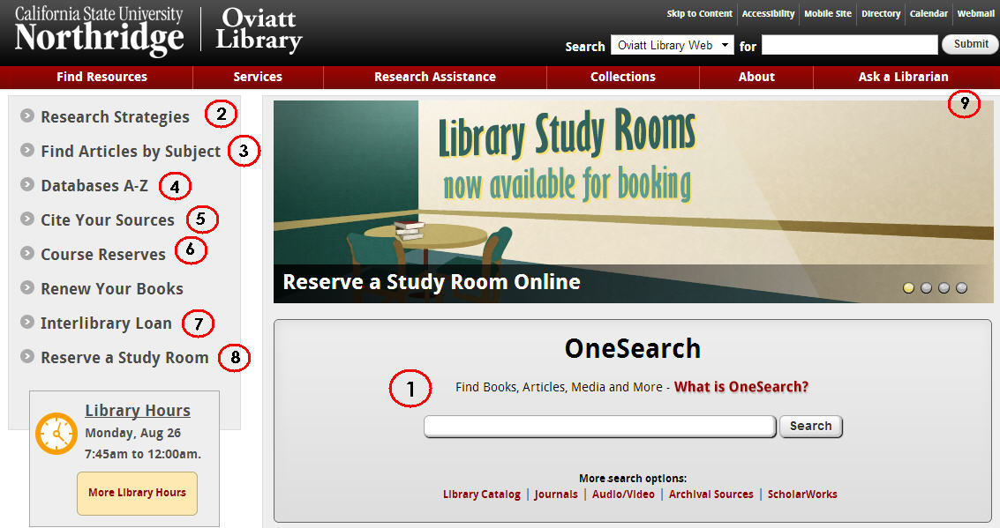 California State University
Northridge
Oviatt
Library
Skip to Content
Accessibility
Mobile Site
Directory
Calendar
Webmail
Search
Oviatt Library Web
for
Submit
Find Resources
Services
Research Assistance
Collections
About
Ask a Librarian
Research Strategies 2
Find Articles by Subject 3
Databases A-Z 4
Cite Your Sources 5
Course Reserves 6
Renew Your Books
Interlibrary Loan 7
Reserve a Study Room 8
Library Hours
Monday, Aug 26
7:45am to 12:00am.
More Library Hours
9
Library Study Rooms
now available for booking
Reserve a Study Room Online
OneSearch
1 Find Books, Articles, Media and More - What is OneSearch?
Search
More search options:
Library Catalog | Journals | Audio/Video | Archival Sources | ScholarWorks